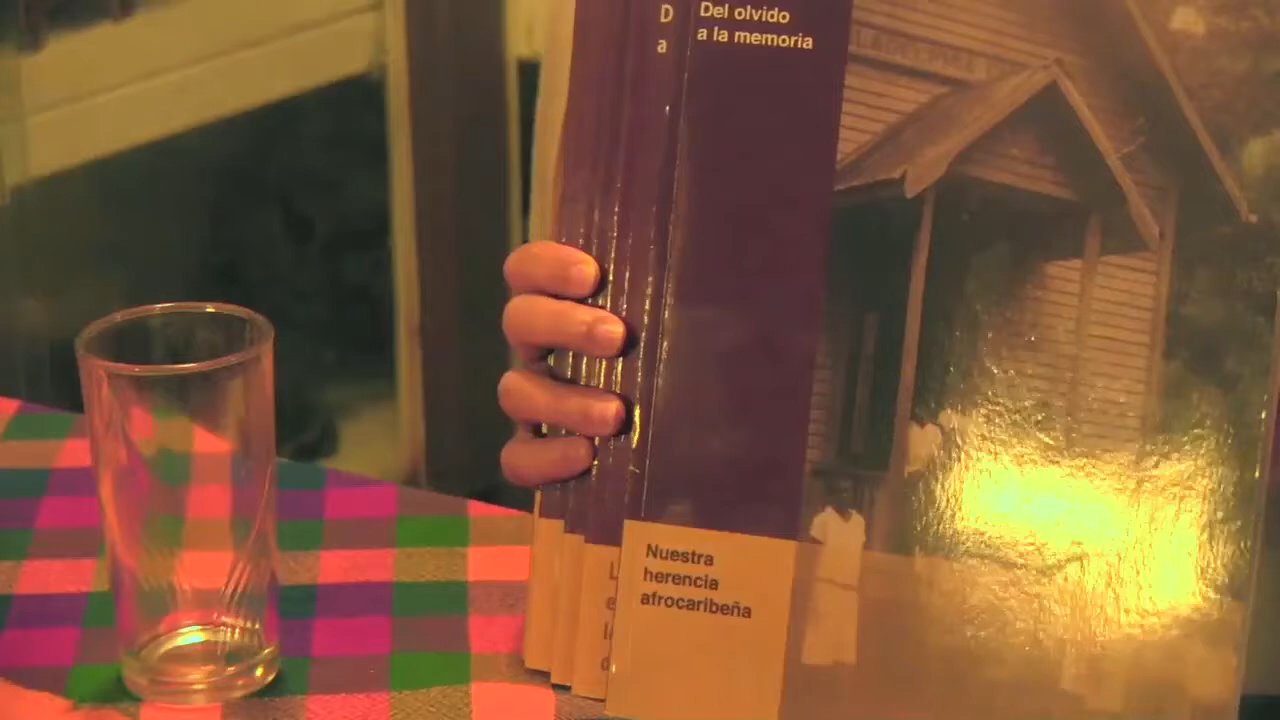 D
a
Del olvido
a la memoria
Nuestra
herencia
afrocaribeña
L
e